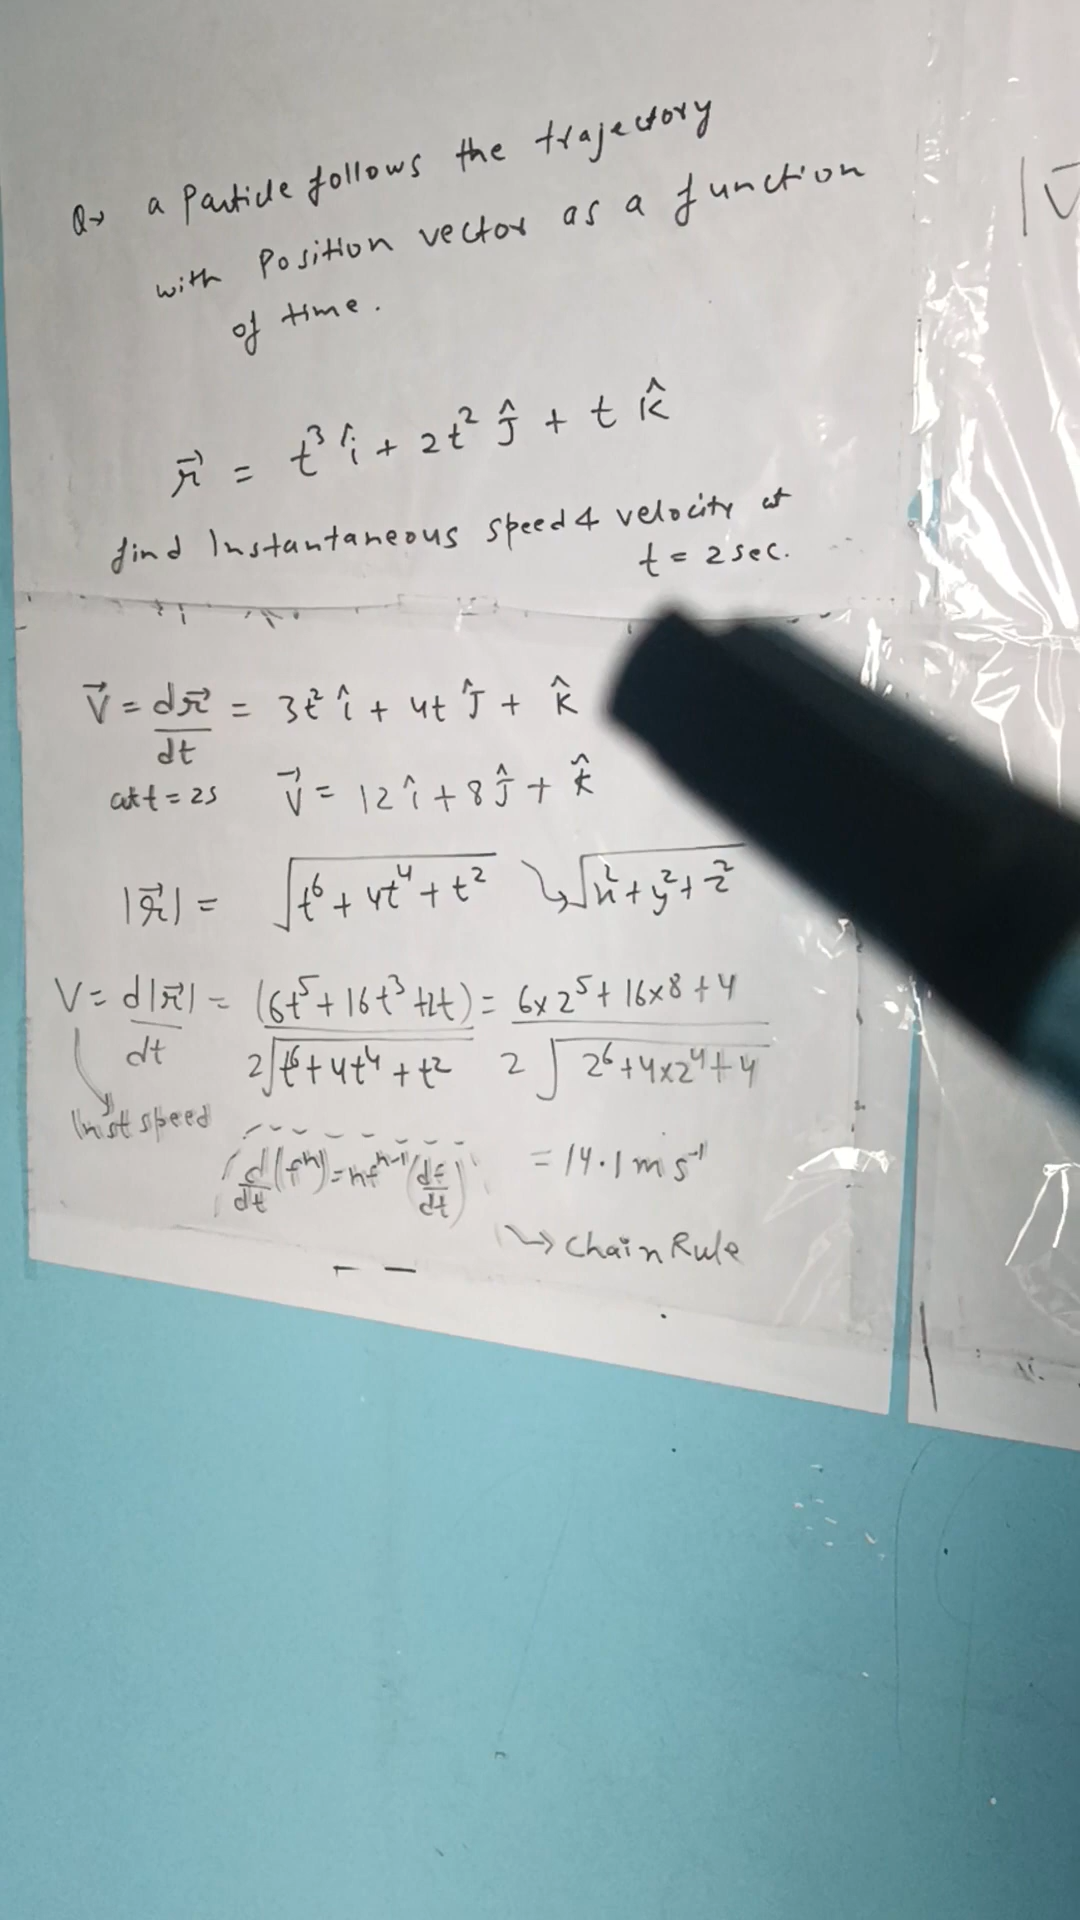 Q→ a Particle follows the trajectory
with Position vector as a function
of time.
r⃗ = t³ î + 2t² ĵ + t k̂
find Instantaneous speed & velocity at
t = 2 sec.
V⃗ = dr⃗/dt = 3t² î + 4t ĵ + k̂
at t = 2s V⃗ = 12 î + 8 ĵ + k̂
|r⃗| = √(t⁶ + 4t⁴ + t²) ↘ √(x² + y² + z²)
V = d|r⃗|/dt = (6t⁵ + 16t³ + 2t)/(2√(t⁶ + 4t⁴ + t²)) = (6×2⁵ + 16×8 + 4)/(2√(2⁶ + 4×2⁴ + 4))
Inst speed
d/dt (fⁿ) = nfⁿ⁻¹ (df/dt) = 14.1 m s⁻¹
↪ Chain Rule